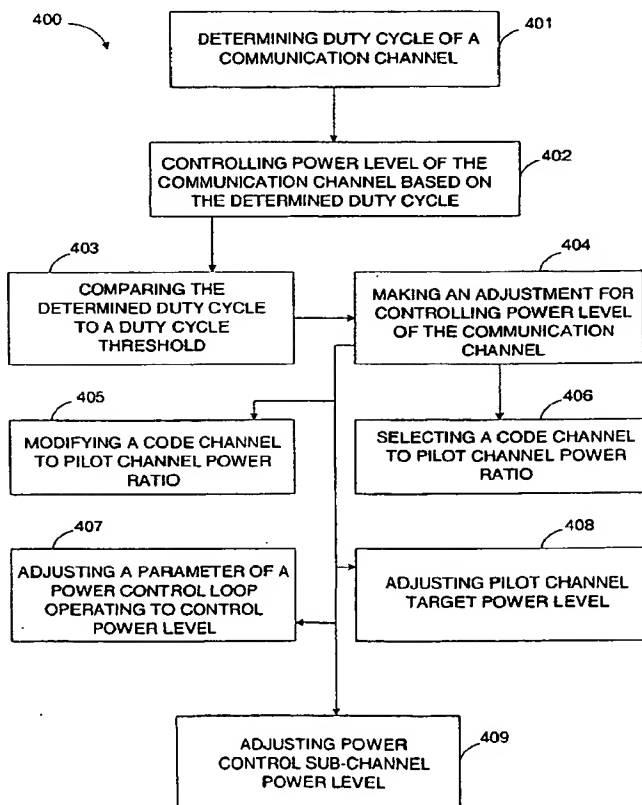 400
DETERMINING DUTY CYCLE OF A
COMMUNICATION CHANNEL
401
CONTROLLING POWER LEVEL OF THE
COMMUNICATION CHANNEL BASED ON
THE DETERMINED DUTY CYCLE
402
403
COMPARING THE
DETERMINED DUTY CYCLE
TO A DUTY CYCLE
THRESHOLD
404
MAKING AN ADJUSTMENT FOR
CONTROLLING POWER LEVEL
OF THE COMMUNICATION
CHANNEL
405
MODIFYING A CODE CHANNEL
TO PILOT CHANNEL POWER
RATIO
406
SELECTING A CODE CHANNEL
TO PILOT CHANNEL POWER
RATIO
407
ADJUSTING A PARAMETER OF A
POWER CONTROL LOOP
OPERATING TO CONTROL
POWER LEVEL
408
ADJUSTING PILOT CHANNEL
TARGET POWER LEVEL
ADJUSTING POWER
CONTROL SUB-CHANNEL
POWER LEVEL
409